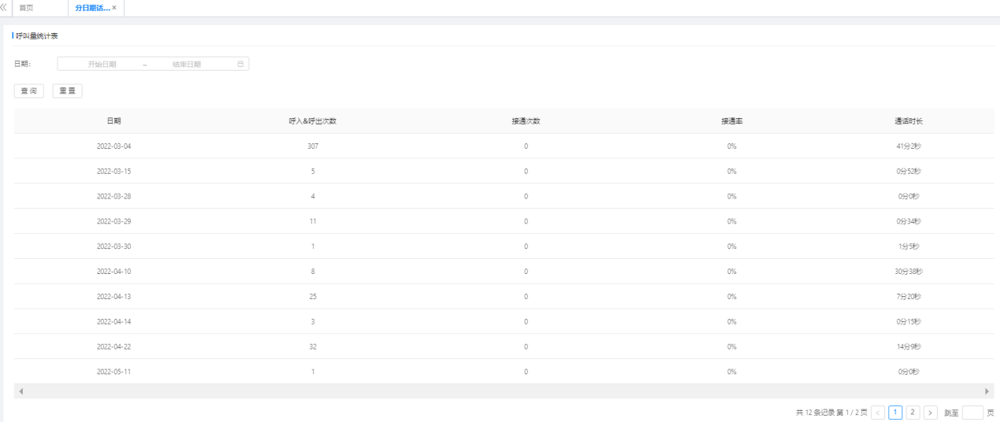 首页 分日期话...×
呼叫量统计表
日期: 开始日期 ~ 结束日期
查询 重置
日期 呼入&呼出次数 接通次数 接通率 通话时长
2022-03-04 307 0 0% 41分2秒
2022-03-15 5 0 0% 0分52秒
2022-03-28 4 0 0% 0分0秒
2022-03-29 11 0 0% 0分34秒
2022-03-30 1 0 0% 1分5秒
2022-04-10 8 0 0% 30分38秒
2022-04-13 25 0 0% 7分20秒
2022-04-14 3 0 0% 0分15秒
2022-04-22 32 0 0% 14分9秒
2022-05-11 1 0 0% 0分0秒
共 12 条记录 第 1 / 2 页 < 1 2 > 跳至 页